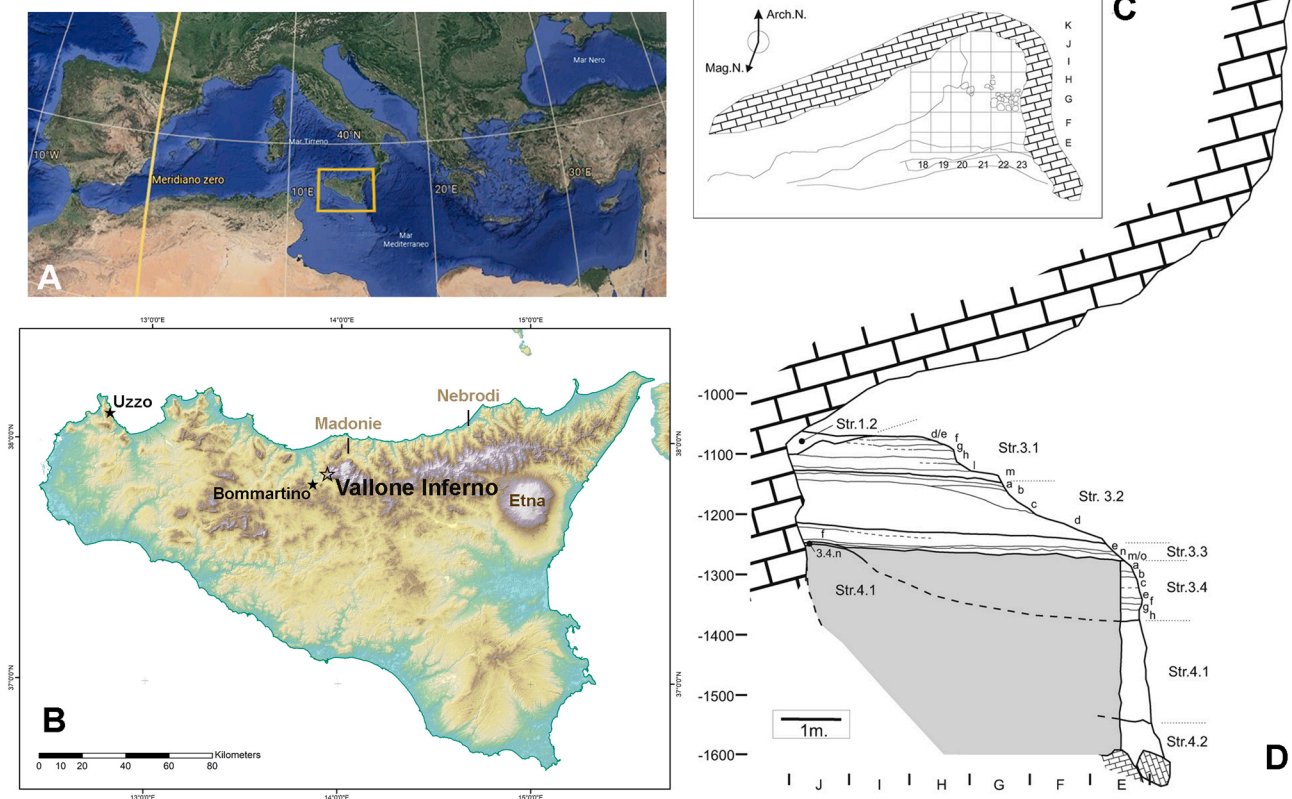 Mar Nero
40°N
Mar Tirreno
10°W
Meridiano zero
10°E
20°E
30°E
Mar
Mediterraneo
A
13°0'0"E
14°0'0"E
15°0'0"E
Uzzo
Nebrodi
Madonie
38°0'0"N
38°0'0"N
Vallone Inferno
Bommartino
Etna
37°0'0"N
37°0'0"N
B
Kilometers
0 10 20 40 60 80
13°0'0"E
14°0'0"E
15°0'0"E
C
Arch.N.
Mag.N.
K
J
I
H
G
F
E
18 19 20 21 22 23
-1000
-1100
-1200
-1300
-1400
-1500
-1600
Str.1.2
d/e
f
g
h
l
Str.3.1
m
a
b
c
Str. 3.2
d
f
3.4.n
e
n
m/o
Str.3.3
a
b
c
e
f
g
h
Str.3.4
Str.4.1
Str.4.1
Str.4.2
1m.
D
J I H G F E